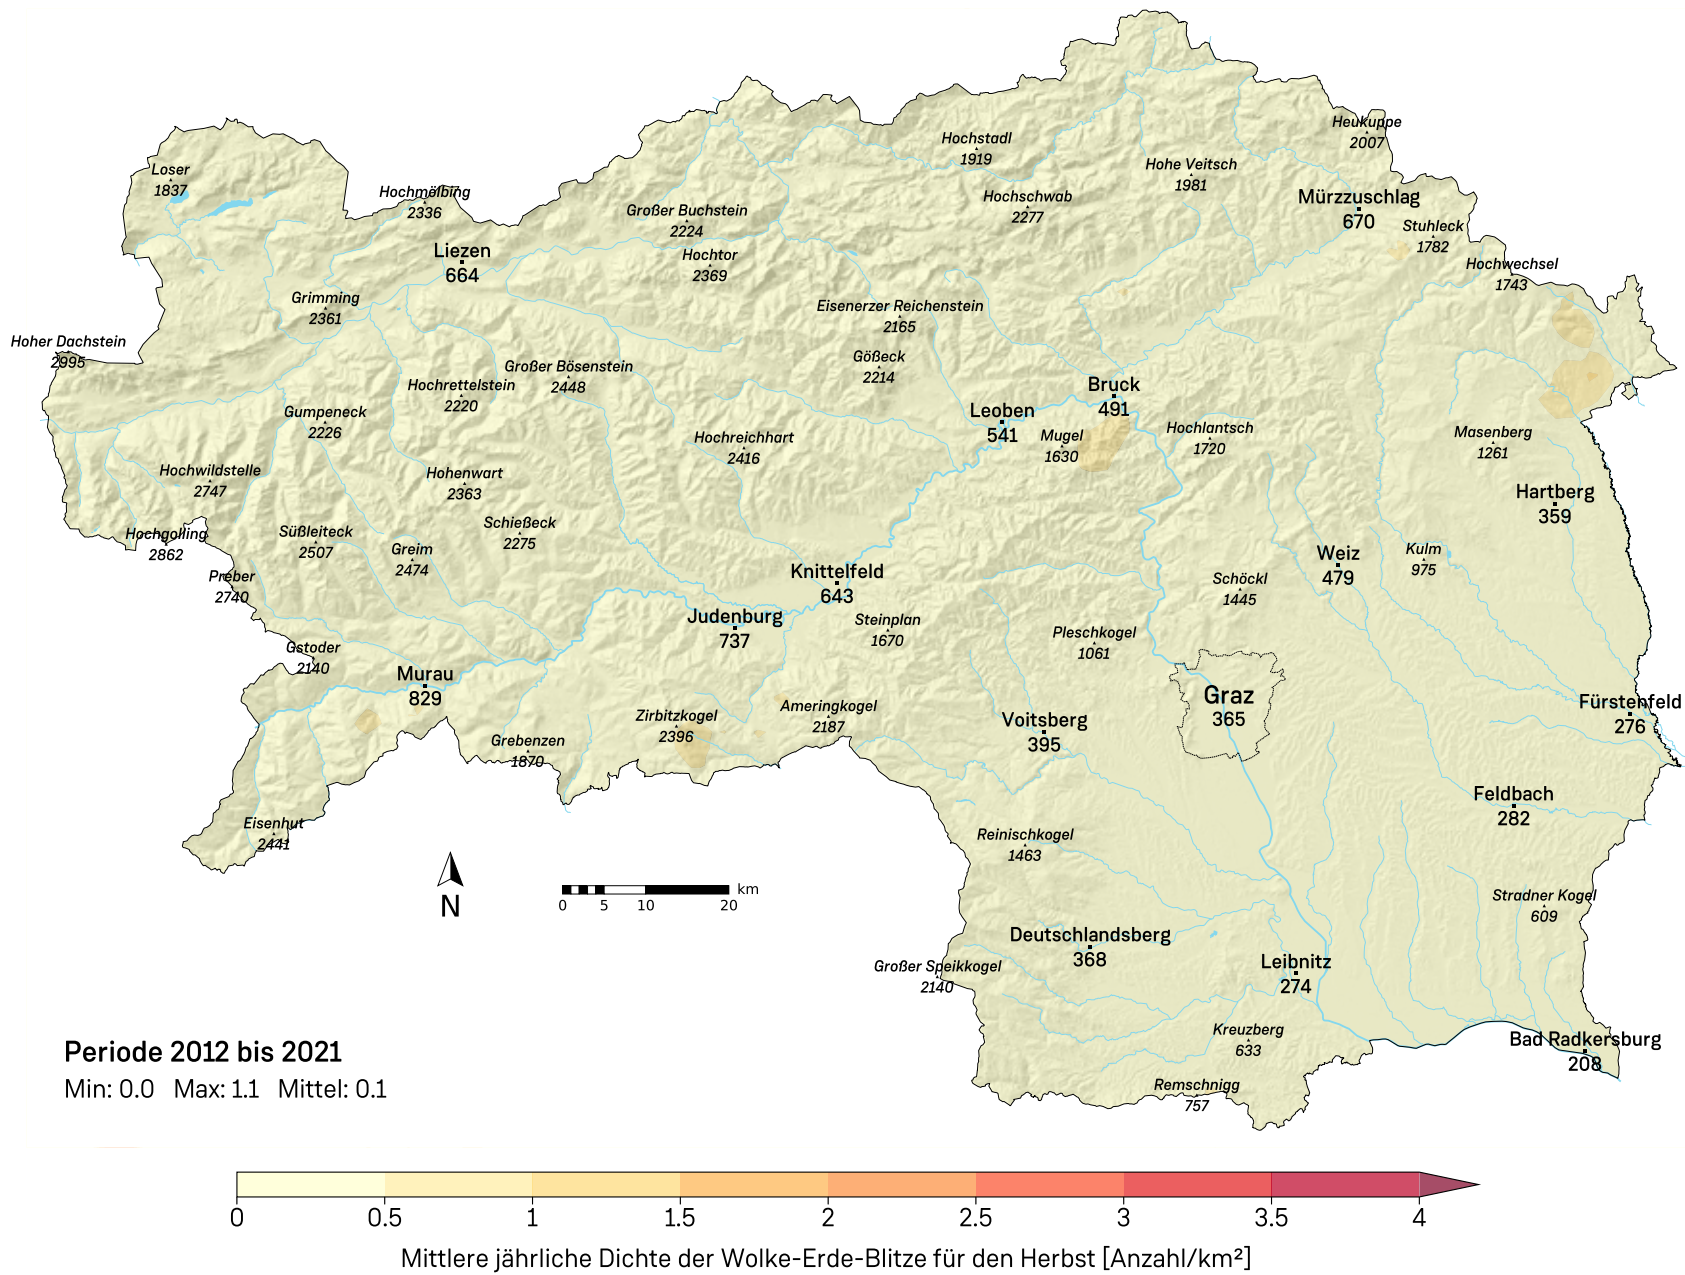 Heukuppe
2007
Hochstadl
1919
Hohe Veitsch
1981
Loser
1837
Hochmölbing
2336
Hochschwab
2277
Mürzzuschlag
670
Großer Buchstein
2224
Stuhleck
1782
Liezen
664
Hochtor
2369
Hochwechsel
1743
Grimming
2361
Eisenerzer Reichenstein
2165
Hoher Dachstein
2995
Gößeck
2214
Großer Bösenstein
2448
Hochrettelstein
2220
Bruck
491
Gumpeneck
2226
Leoben
541
Mugel
1630
Hochlantsch
1720
Hochreichhart
2416
Masenberg
1261
Hochwildstelle
2747
Hohenwart
2363
Hartberg
359
Schießeck
2275
Hochgolling
2862
Süßleiteck
2507
Greim
2474
Weiz
479
Kulm
975
Preber
2740
Knittelfeld
643
Schöckl
1445
Judenburg
737
Steinplan
1670
Pleschkogel
1061
Gstoder
2140
Murau
829
Graz
365
Fürstenfeld
276
Zirbitzkogel
2396
Ameringkogel
2187
Voitsberg
395
Grebenzen
1870
Feldbach
282
Eisenhut
2441
Reinischkogel
1463
Stradner Kogel
609
N
km
0 5 10 20
Deutschlandsberg
368
Großer Speikkogel
2140
Leibnitz
274
Kreuzberg
633
Bad Radkersburg
208
Remschnigg
757
Periode 2012 bis 2021
Min: 0.0 Max: 1.1 Mittel: 0.1
0 0.5 1 1.5 2 2.5 3 3.5 4
Mittlere jährliche Dichte der Wolke-Erde-Blitze für den Herbst [Anzahl/km²]